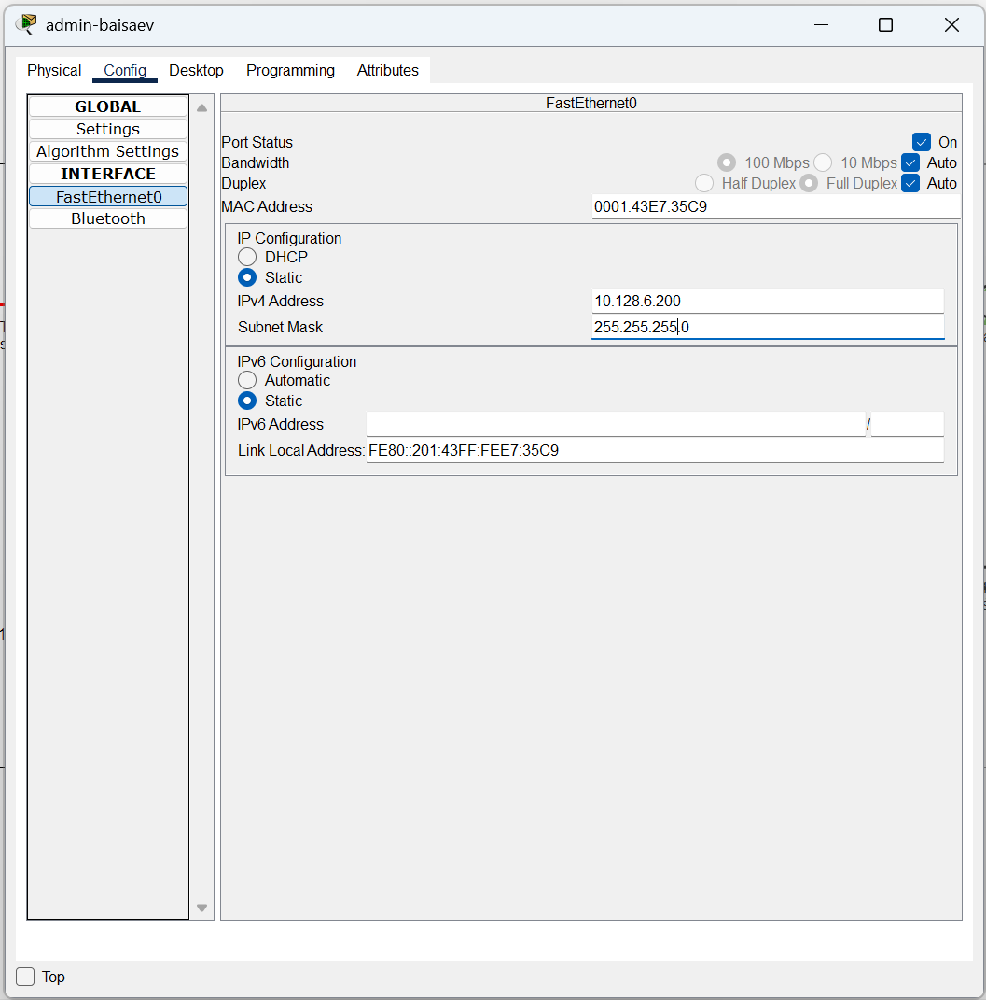 admin-baisaev
Physical Config Desktop Programming Attributes
GLOBAL
Settings
Algorithm Settings
INTERFACE
FastEthernet0
Bluetooth
FastEthernet0
Port Status On
Bandwidth 100 Mbps 10 Mbps Auto
Duplex Half Duplex Full Duplex Auto
MAC Address 0001.43E7.35C9
IP Configuration
DHCP
Static
IPv4 Address 10.128.6.200
Subnet Mask 255.255.255.0
IPv6 Configuration
Automatic
Static
IPv6 Address /
Link Local Address: FE80::201:43FF:FEE7:35C9
Top